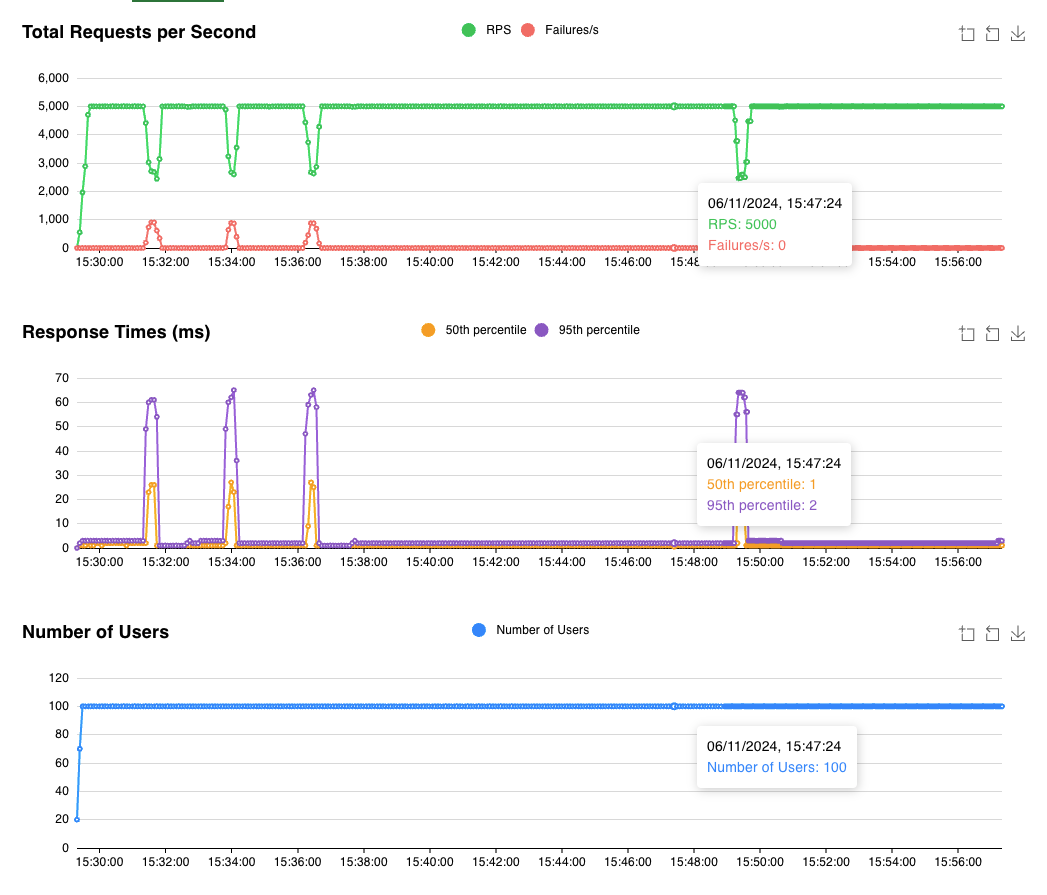 Total Requests per Second
RPS Failures/s
6,000
5,000
4,000
3,000
2,000
1,000
0
06/11/2024, 15:47:24
RPS: 5000
Failures/s: 0
15:30:00 15:32:00 15:34:00 15:36:00 15:38:00 15:40:00 15:42:00 15:44:00 15:46:00 15:48 15:54:00 15:56:00
Response Times (ms)
50th percentile 95th percentile
70
60
50
40
30
20
10
0
06/11/2024, 15:47:24
50th percentile: 1
95th percentile: 2
15:30:00 15:32:00 15:34:00 15:36:00 15:38:00 15:40:00 15:42:00 15:44:00 15:46:00 15:48:00 15:50:00 15:52:00 15:54:00 15:56:00
Number of Users
Number of Users
120
100
80
60
40
20
0
06/11/2024, 15:47:24
Number of Users: 100
15:30:00 15:32:00 15:34:00 15:36:00 15:38:00 15:40:00 15:42:00 15:44:00 15:46:00 15:48:00 15:50:00 15:52:00 15:54:00 15:56:00